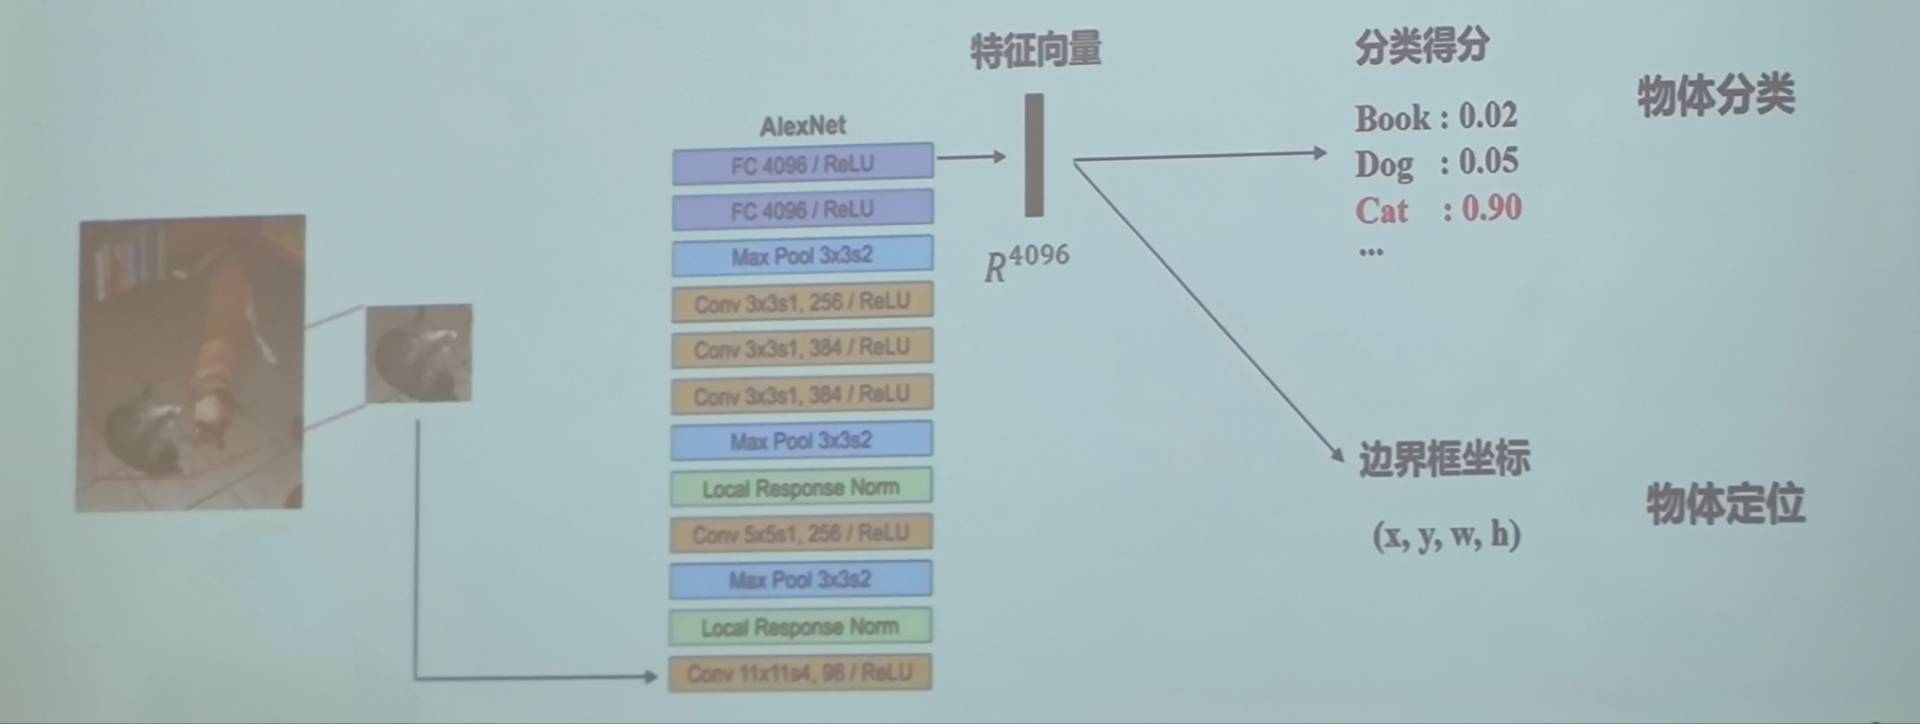 AlexNet
FC 4096 / ReLU
FC 4096 / ReLU
Max Pool 3x3s2
Conv 3x3s1, 256 / ReLU
Conv 3x3s1, 384 / ReLU
Conv 3x3s1, 384 / ReLU
Max Pool 3x3s2
Local Response Norm
Conv 5x5s1, 256 / ReLU
Max Pool 3x3s2
Local Response Norm
Conv 11x11s4, 96 / ReLU
特征向量
R^4096
分类得分
Book : 0.02
Dog : 0.05
Cat : 0.90
...
物体分类
边界框坐标
(x, y, w, h)
物体定位